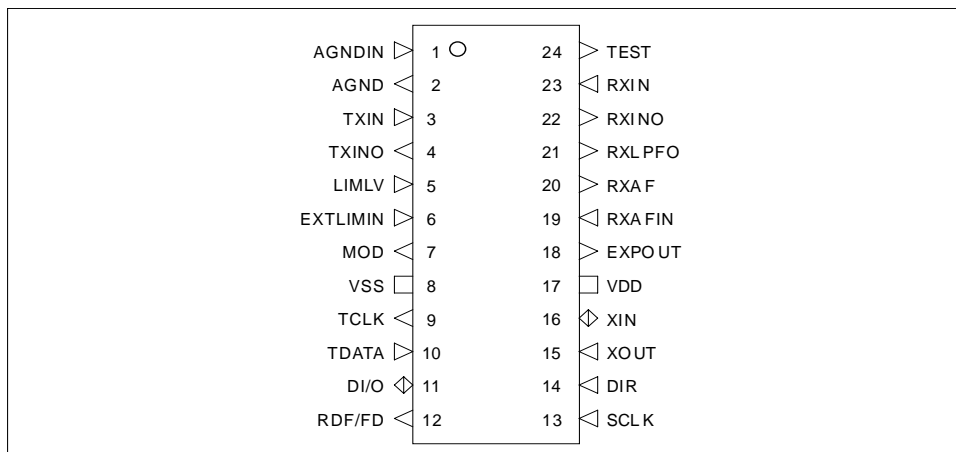 AGNDIN 1 24 TEST
AGND 2 23 RXIN
TXIN 3 22 RXINO
TXINO 4 21 RXLPFO
LIMLV 5 20 RXAF
EXTLIMIN 6 19 RXAFIN
MOD 7 18 EXPOUT
VSS 8 17 VDD
TCLK 9 16 XIN
TDATA 10 15 XOUT
DI/O 11 14 DIR
RDF/FD 12 13 SCLK